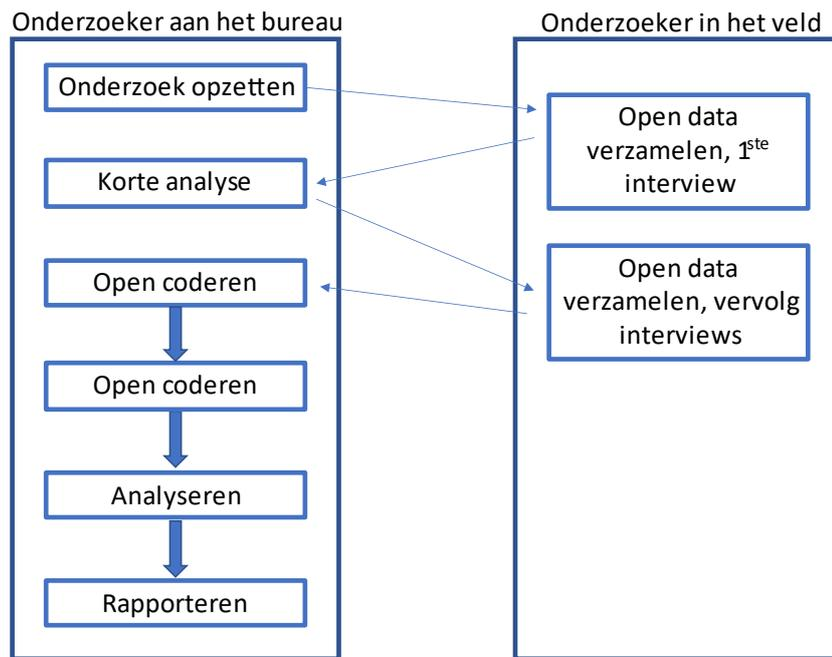 Onderzoeker aan het bureau
Onderzoek opzetten
Korte analyse
Open coderen
Open coderen
Analyseren
Rapporteren
Onderzoeker in het veld
Open data
verzamelen, 1ste
interview
Open data
verzamelen, vervolg
interviews